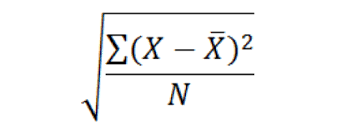 √(∑(X − X̄)²/N)